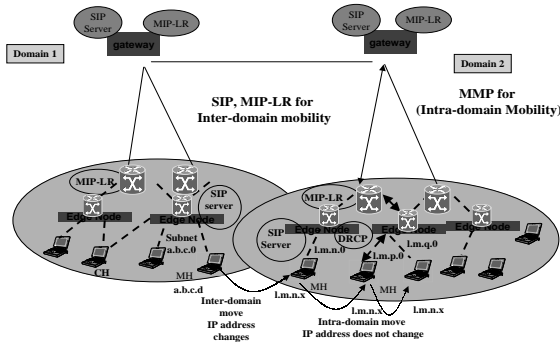 SIP
Server
MIP-LR
gateway
SIP
Server
MIP-LR
gateway
Domain 1
Domain 2
SIP, MIP-LR for
Inter-domain mobility
MMP for
(Intra-domain Mobility)
MIP-LR
SIP
server
Edge Node
Edge Node
Subnet
a.b.c.0
CH
MH
a.b.c.d
MIP-LR
SIP
Server
Edge Node
Edge Node
Edge Node
DRCP
l.m.n.0
l.m.p.0
l.m.q.0
MH
MH
l.m.n.x
l.m.n.x
l.m.n.x
Inter-domain
move
IP address
changes
Intra-domain move
IP address does not change